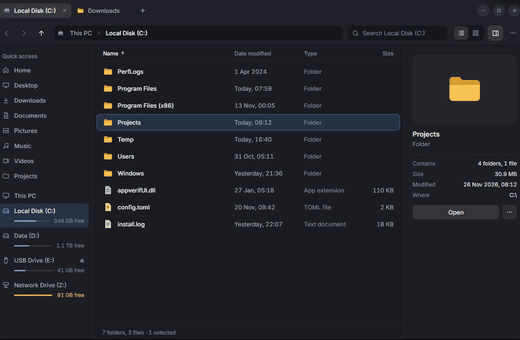 Local Disk (C:)
Downloads
This PC
Local Disk (C:)
Search Local Disk (C:)
Quick access
Home
Desktop
Downloads
Documents
Pictures
Music
Videos
Projects
This PC
Local Disk (C:)
349 GB free
Data (D:)
1.1 TB free
USB Drive (E:)
41 GB free
Network Drive (Z:)
81 GB free
Name Date modified Type Size
PerfLogs 1 Apr 2024 Folder
Program Files Today, 07:59 Folder
Program Files (x86) 13 Nov, 00:05 Folder
Projects Today, 08:12 Folder
Temp Today, 16:40 Folder
Users 31 Oct, 05:11 Folder
Windows Yesterday, 21:36 Folder
appverifUI.dll 27 Jan, 05:18 App extension 110 KB
config.toml 20 Nov, 09:42 TOML file 2 KB
install.log Yesterday, 22:07 Text document 18 KB
7 folders, 3 files · 1 selected
Projects
Folder
Contains 4 folders, 1 file
Size 30.9 MB
Modified 26 Nov 2026, 08:12
Where C:\
Open